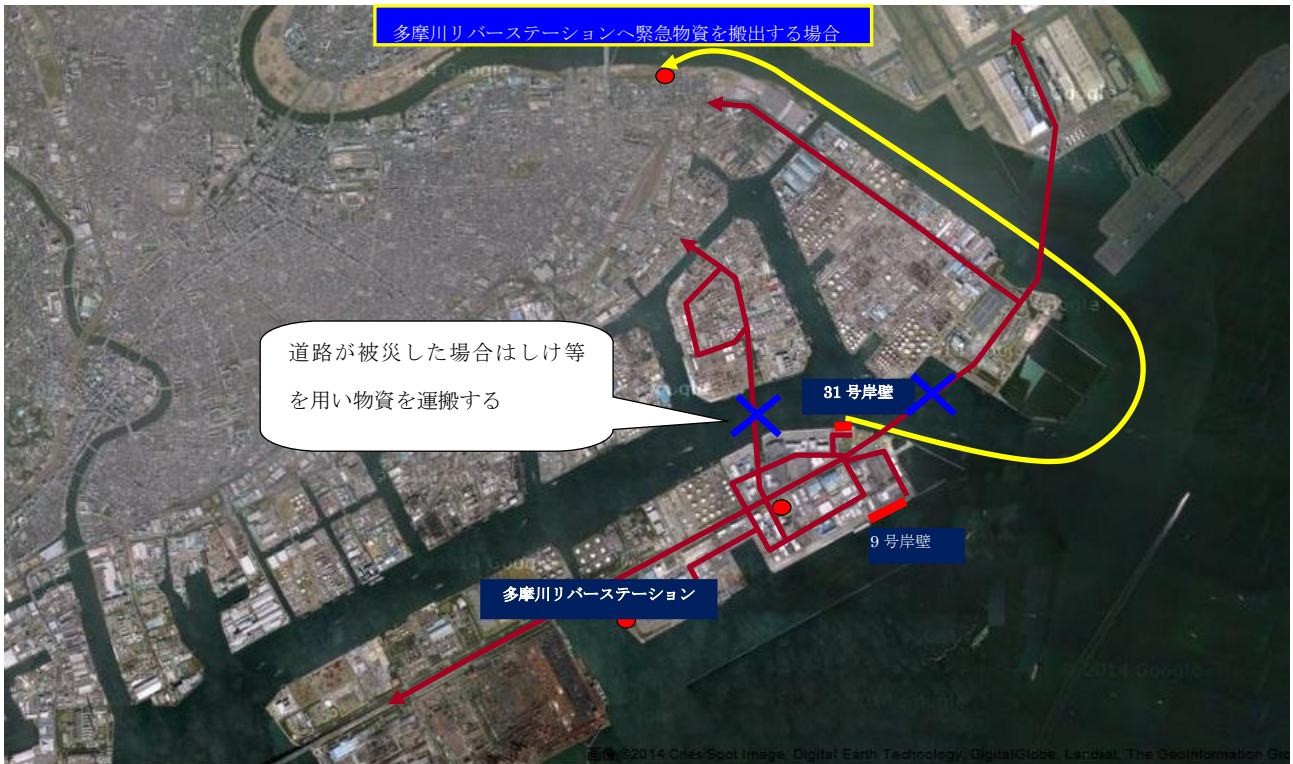 多摩川リバーステーションへ緊急物資を搬出する場合
道路が被災した場合はしけ等
を用い物資を運搬する
31号岸壁
9号岸壁
多摩川リバーステーション
画像 ©2014 Cnes/Spot Image, Digital Earth Technology, DigitalGlobe, Landsat, The GeoInformation Gro